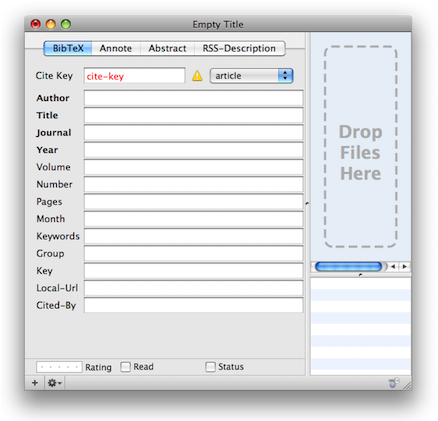 Empty Title
BibTeX Annote Abstract RSS-Description
Cite Key cite-key article
Author
Title
Journal
Year
Volume
Number
Pages
Month
Keywords
Group
Key
Local-Url
Cited-By
Drop
Files
Here
Rating Read Status